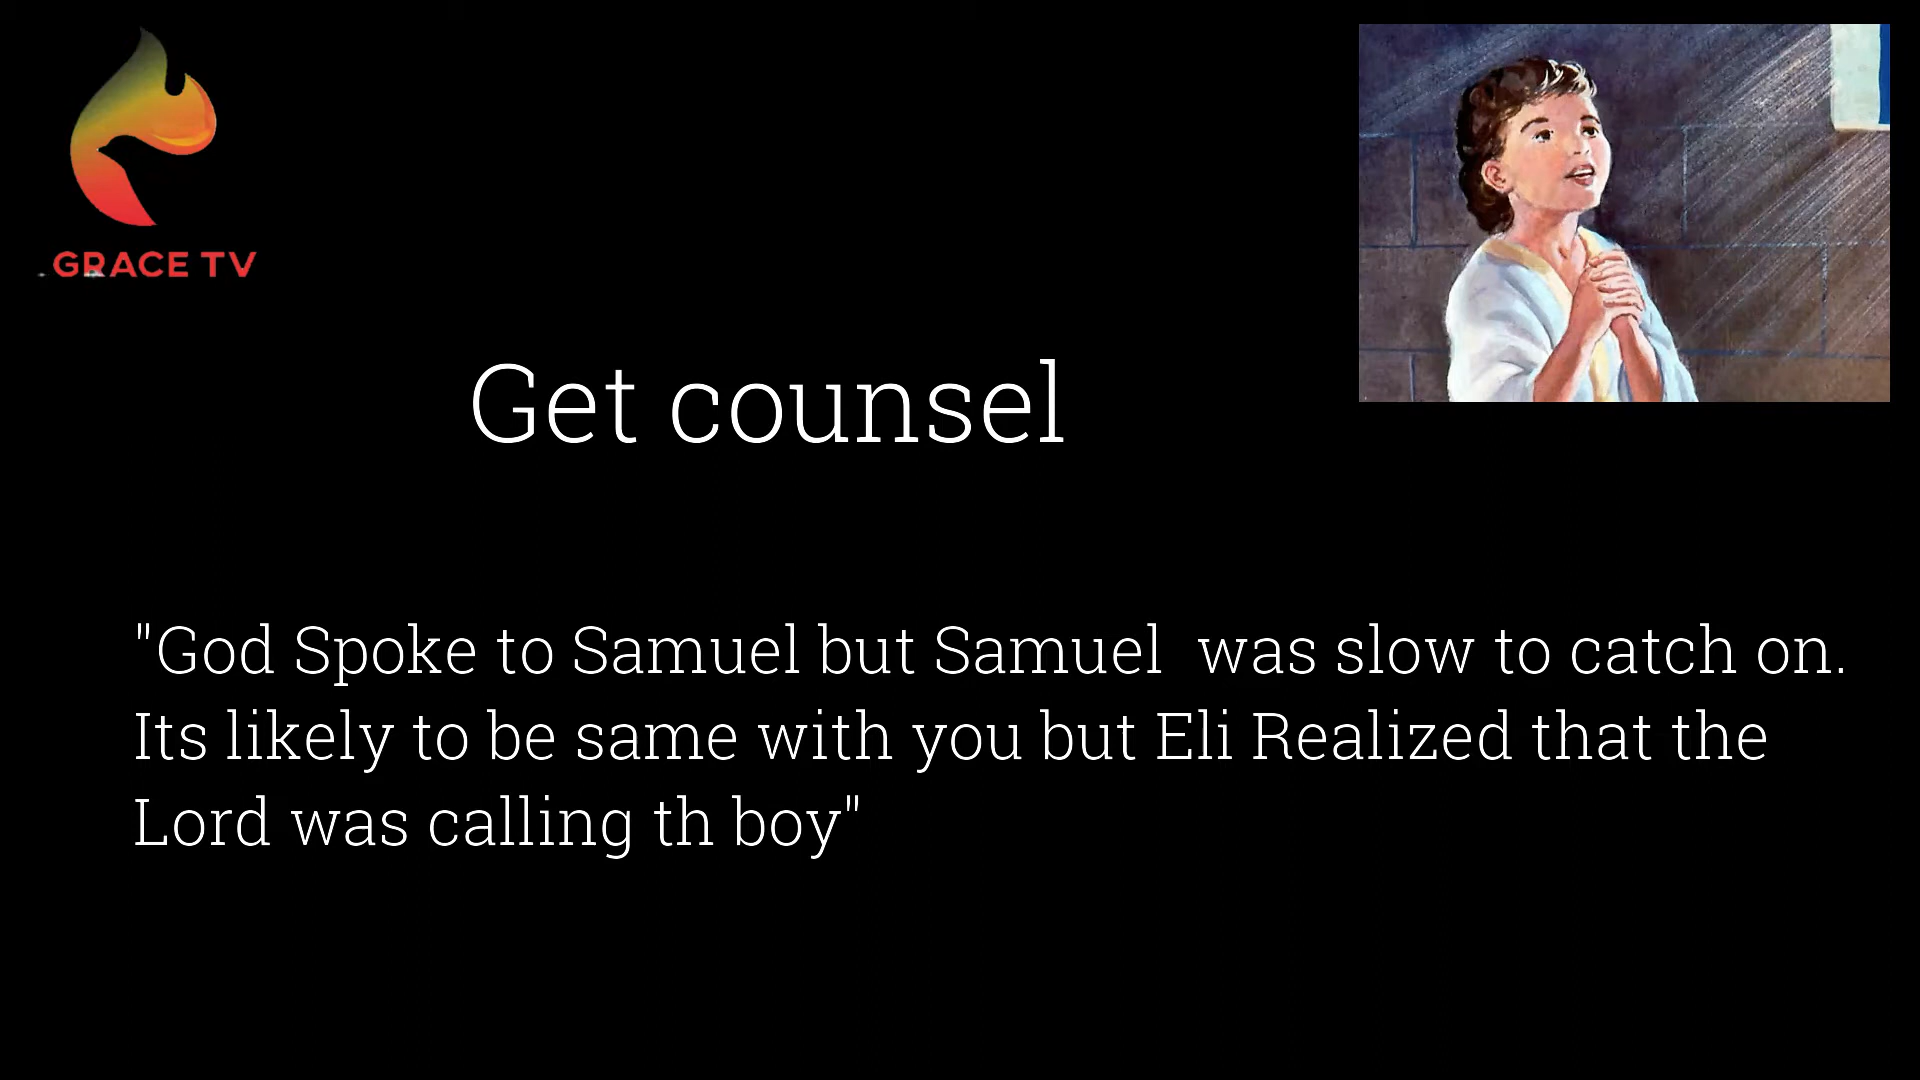 GRACE TV
Get counsel
"God Spoke to Samuel but Samuel  was slow to catch on.
Its likely to be same with you but Eli Realized that the
Lord was calling th boy"